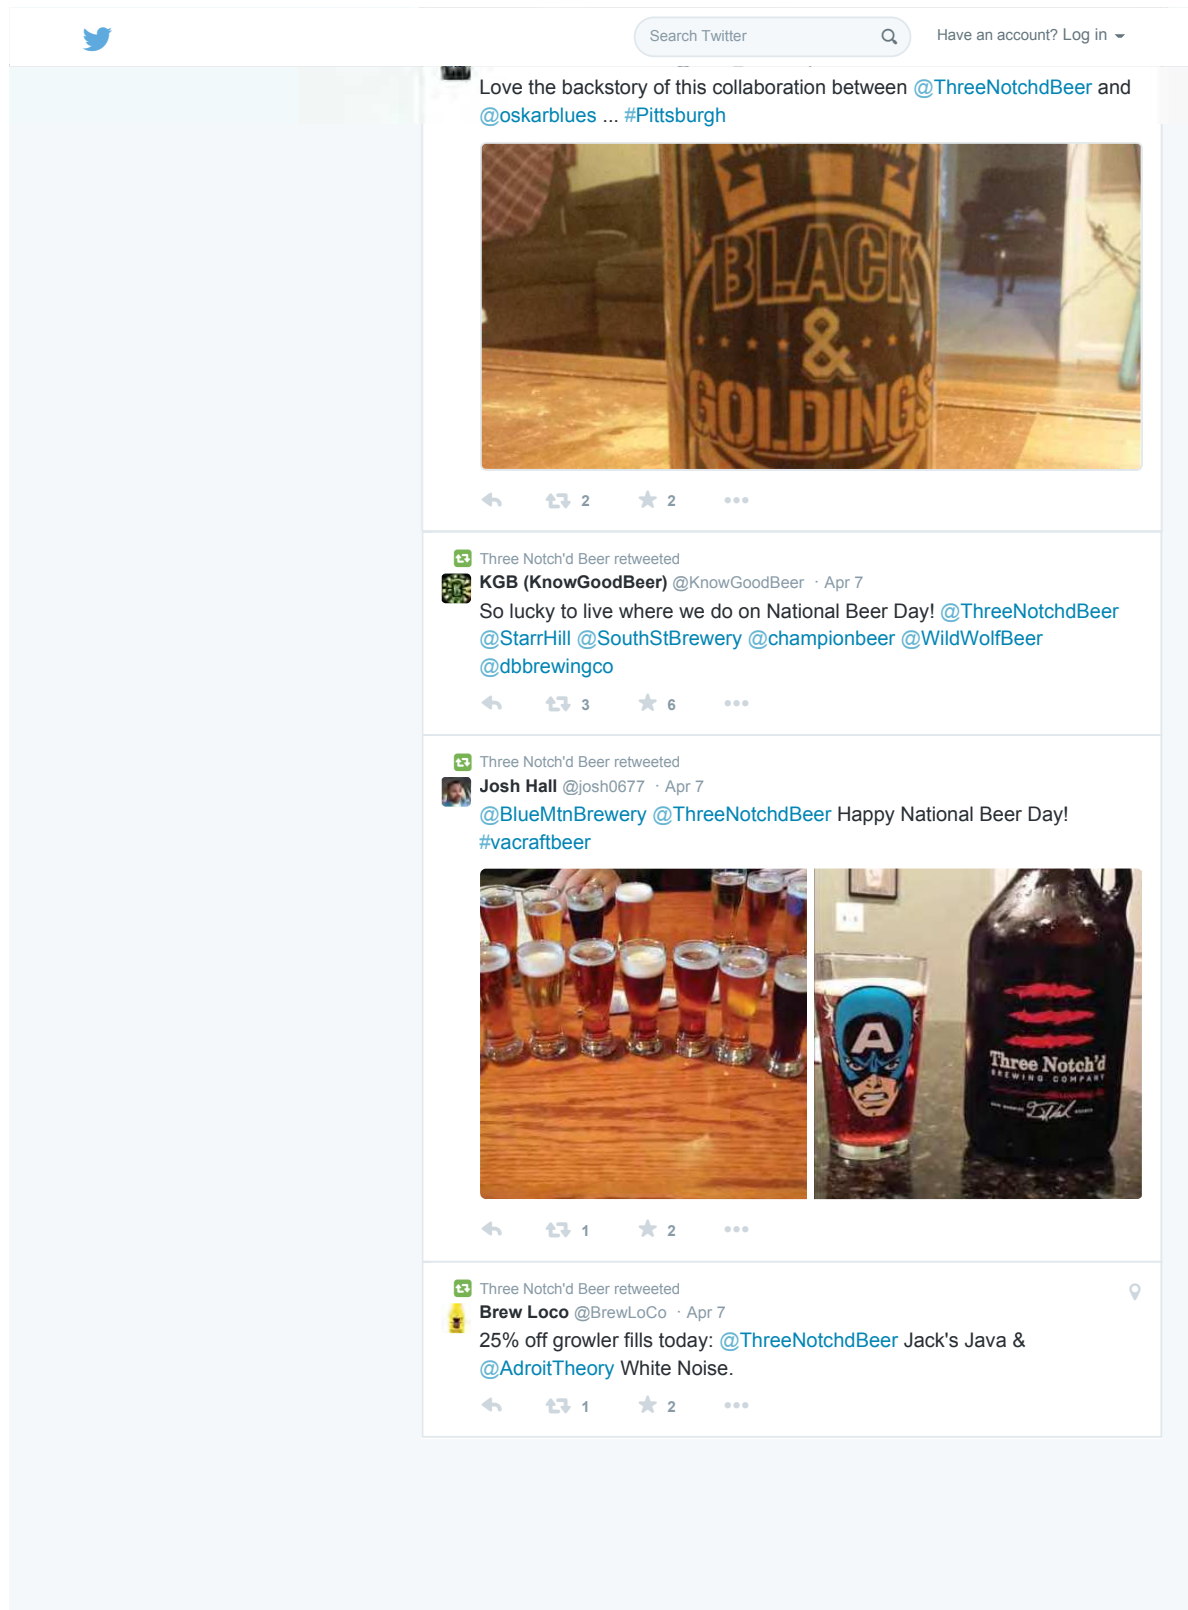 Search Twitter
Have an account? Log in
Love the backstory of this collaboration between @ThreeNotchdBeer and
@oskarblues ... #Pittsburgh
BLACK
&
GOLDINGS
2 2
Three Notch'd Beer retweeted
KGB (KnowGoodBeer) @KnowGoodBeer · Apr 7
So lucky to live where we do on National Beer Day! @ThreeNotchdBeer
@StarrHill @SouthStBrewery @championbeer @WildWolfBeer
@dbbrewingco
3 6
Three Notch'd Beer retweeted
Josh Hall @josh0677 · Apr 7
@BlueMtnBrewery @ThreeNotchdBeer Happy National Beer Day!
#vacraftbeer
A
Three Notch'd
BREWING COMPANY
1 2
Three Notch'd Beer retweeted
Brew Loco @BrewLoCo · Apr 7
25% off growler fills today: @ThreeNotchdBeer Jack's Java &
@AdroitTheory White Noise.
1 2